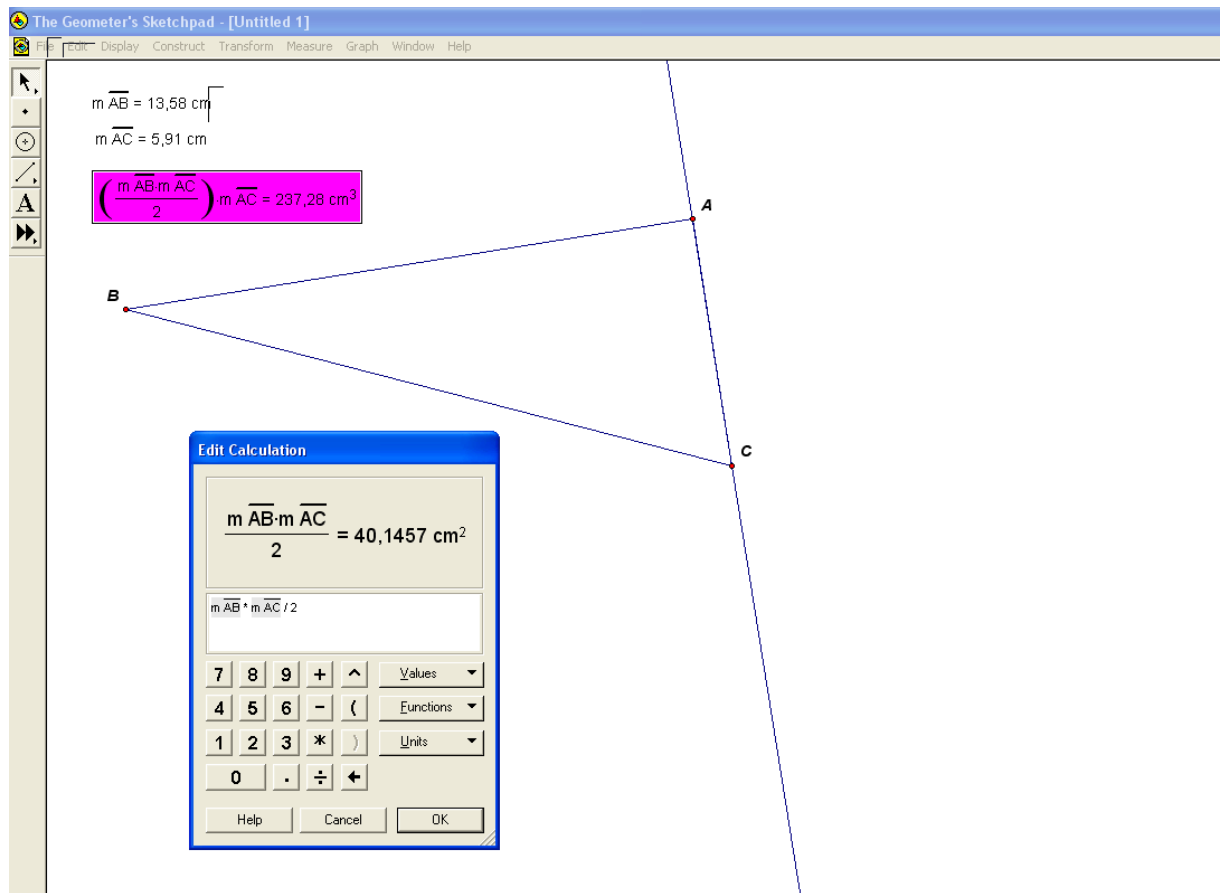 The Geometer's Sketchpad - [Untitled 1]
File Edit Display Construct Transform Measure Graph Window Help
m AB = 13,58 cm
m AC = 5,91 cm
(m AB·m AC / 2)·m AC = 237,28 cm³
A
A
B
C
Edit Calculation
m AB·m AC / 2 = 40,1457 cm²
m AB * m AC / 2
7 8 9 + ^ Values
4 5 6 − ( Functions
1 2 3 * ) Units
0 . ÷
Help Cancel OK